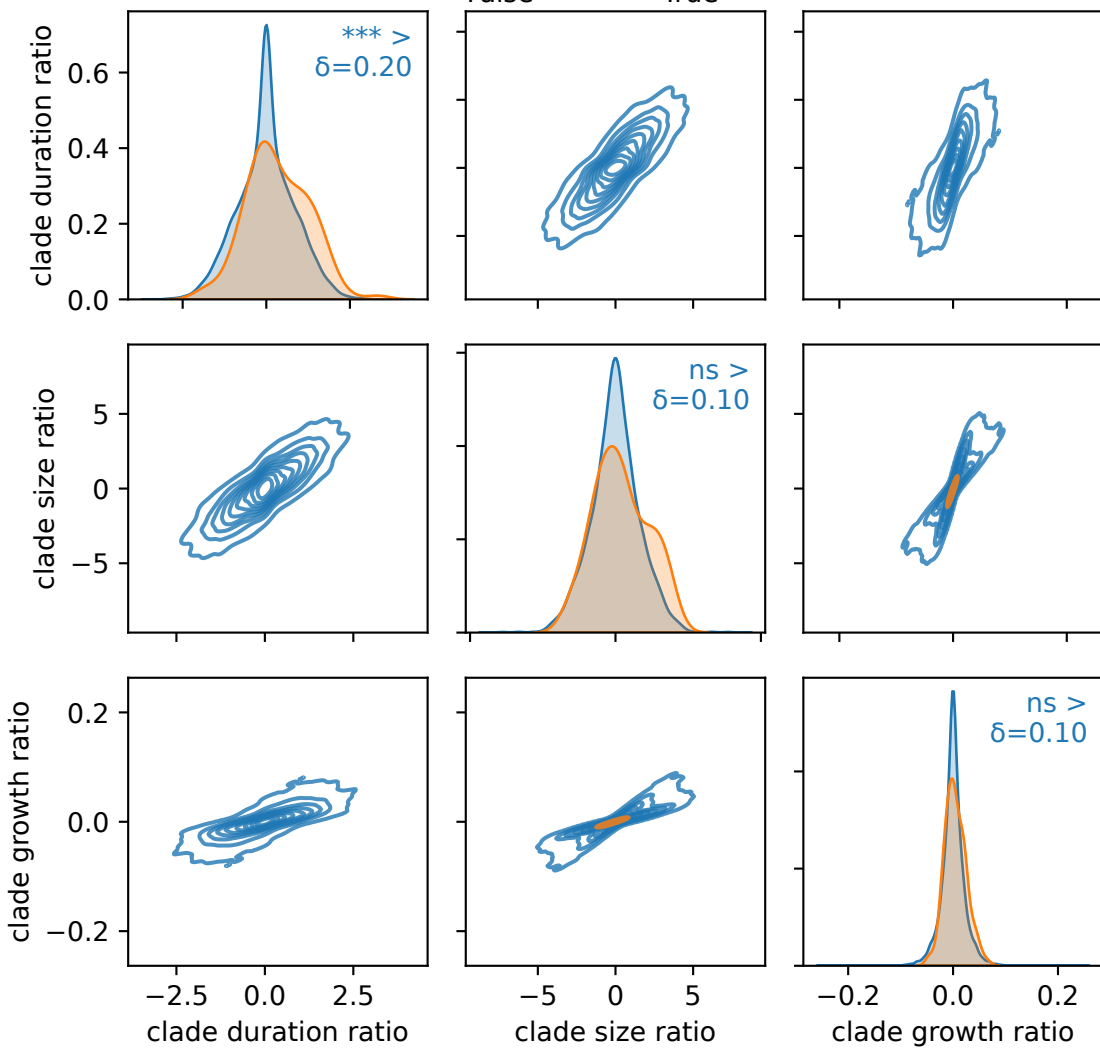 clade duration ratio
0.6
0.4
0.2
0.0
*** >
δ=0.20
clade size ratio
5
0
−5
ns >
δ=0.10
clade growth ratio
0.2
0.0
−0.2
ns >
δ=0.10
−2.5 0.0 2.5
−5 0 5
−0.2 0.0 0.2
clade duration ratio
clade size ratio
clade growth ratio